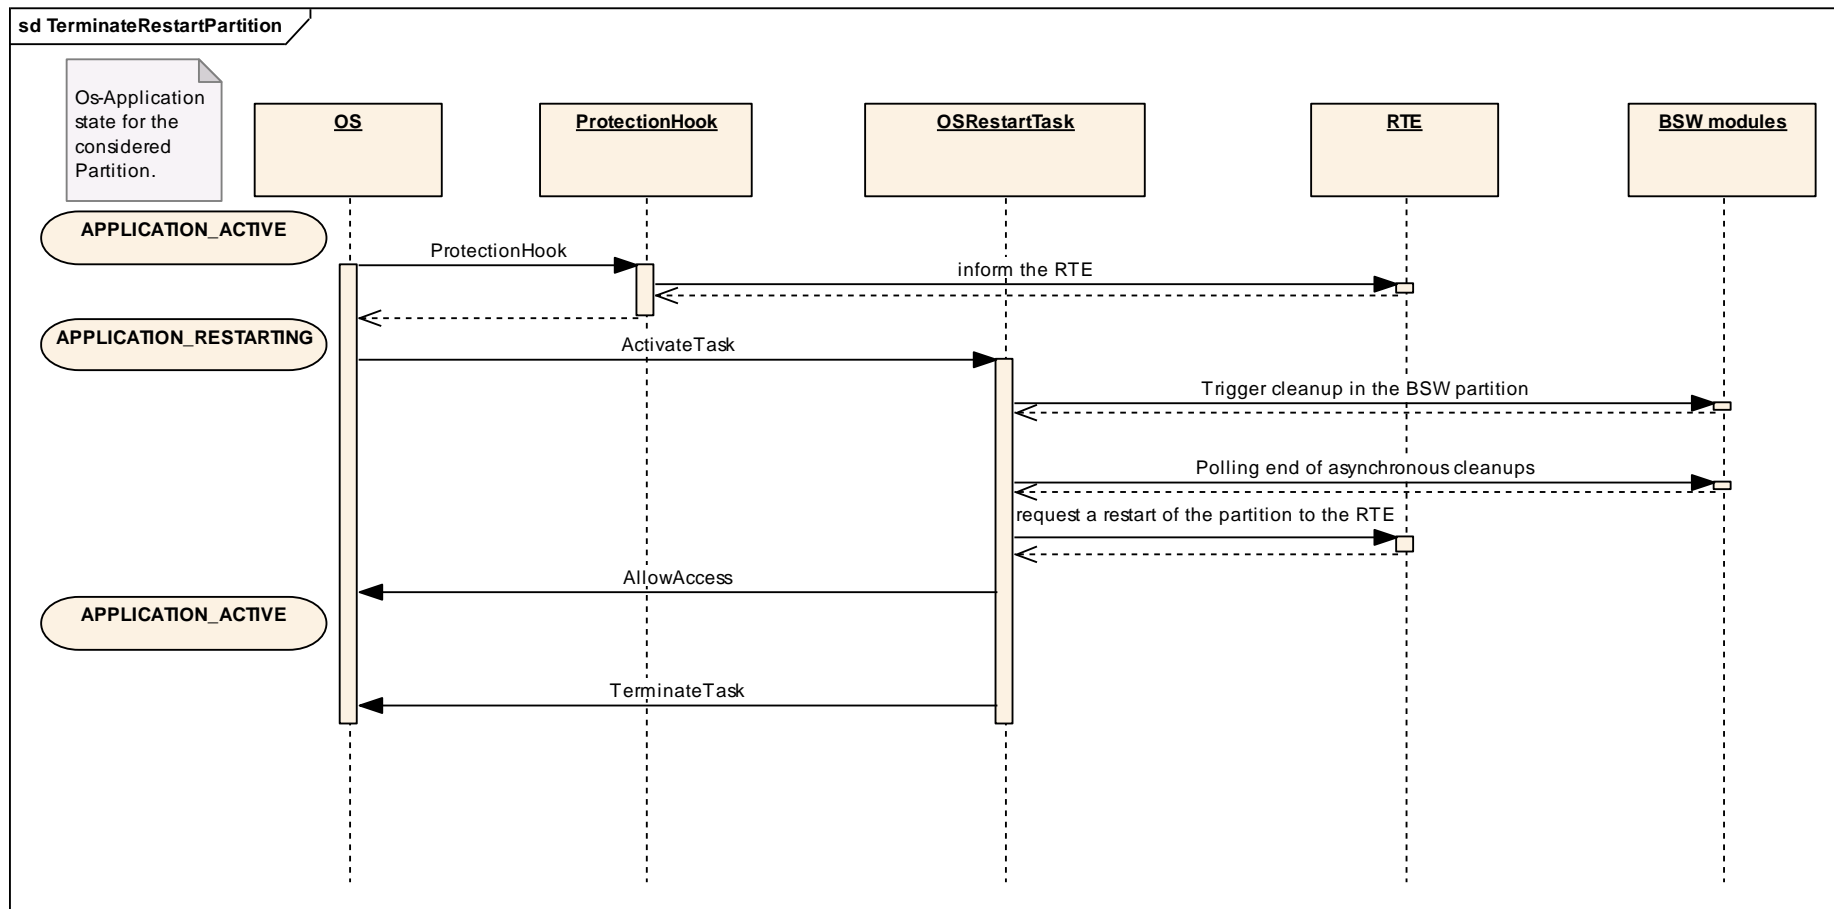 sd TerminateRestartPartition
Os-Application
state for the
considered
Partition.
OS
ProtectionHook
OSRestartTask
RTE
BSW modules
APPLICATION_ACTIVE
ProtectionHook
inform the RTE
APPLICATION_RESTARTING
ActivateTask
Trigger cleanup in the BSW partition
Polling end of asynchronous cleanups
request a restart of the partition to the RTE
AllowAccess
APPLICATION_ACTIVE
TerminateTask